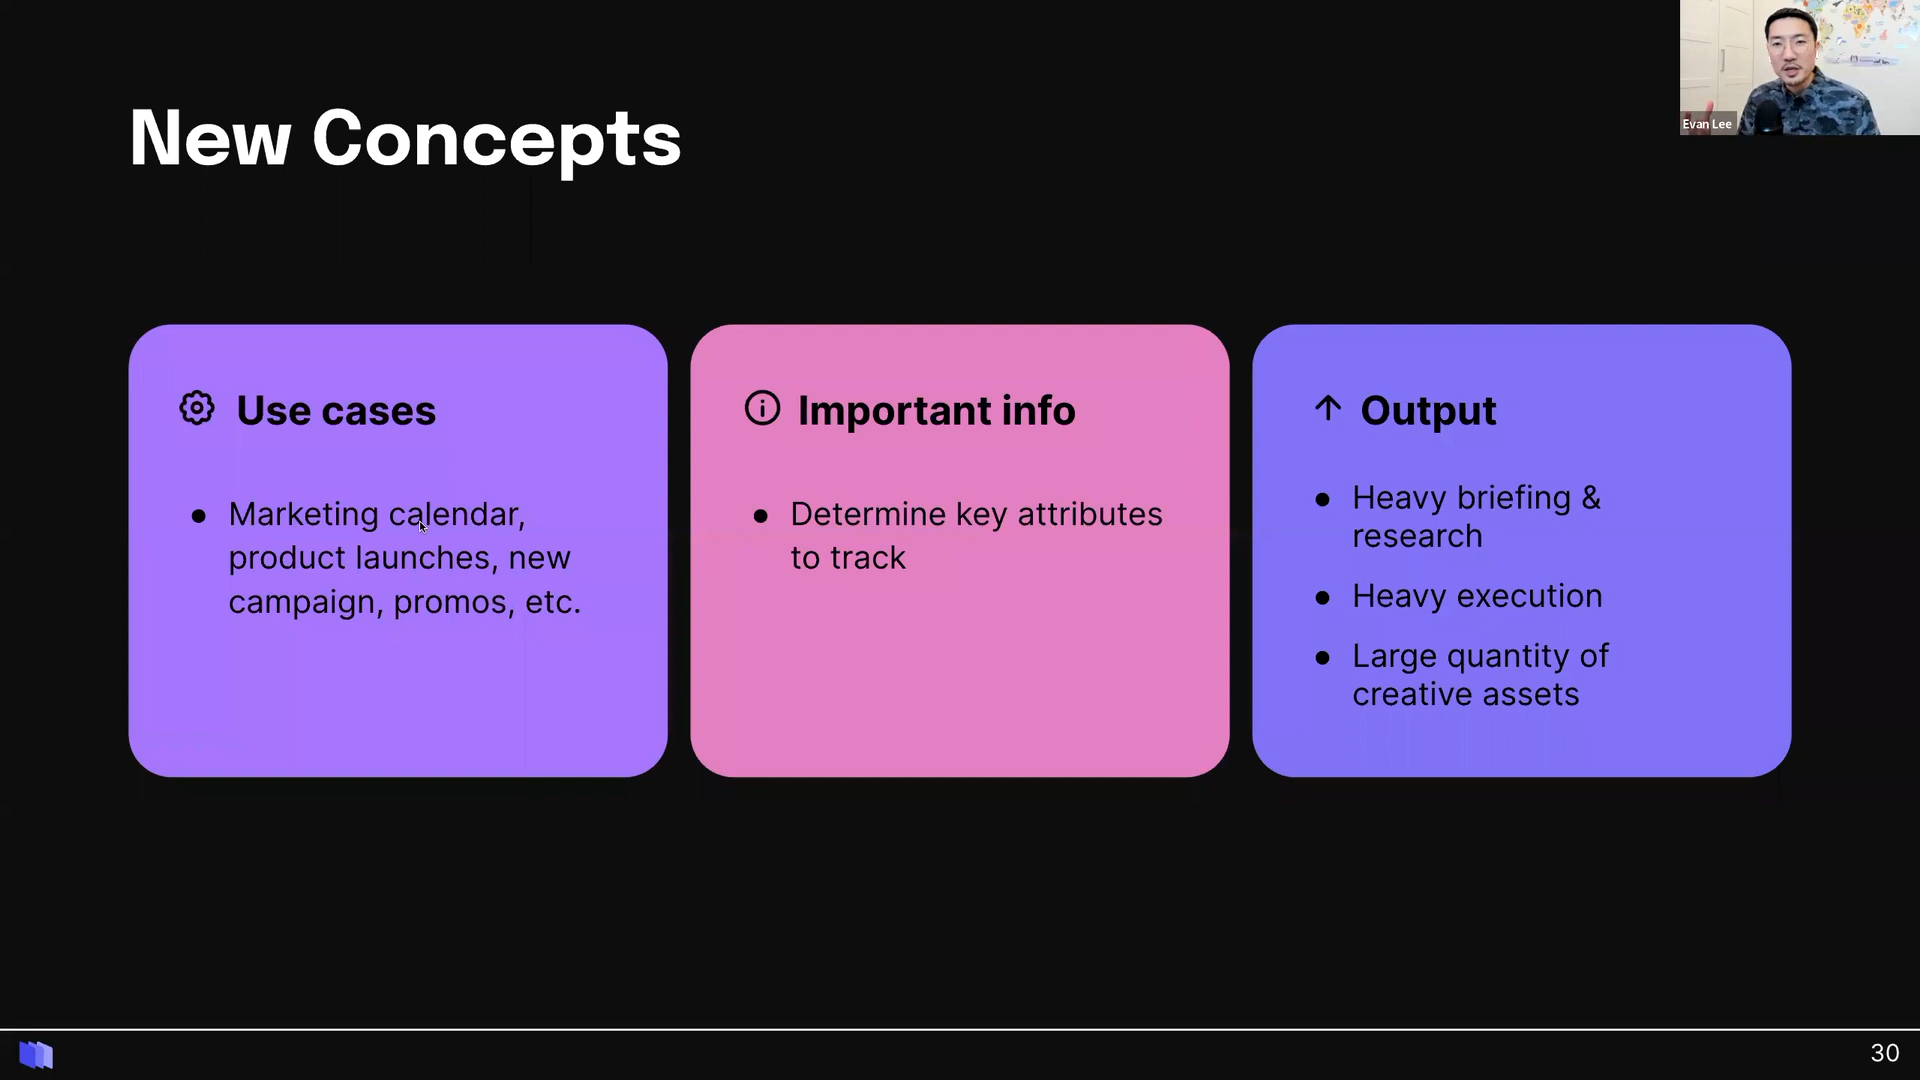 New Concepts
Evan Lee
Use cases
● Marketing calendar,
product launches, new
campaign, promos, etc.
Important info
● Determine key attributes
to track
Output
● Heavy briefing &
research
● Heavy execution
● Large quantity of
creative assets
30